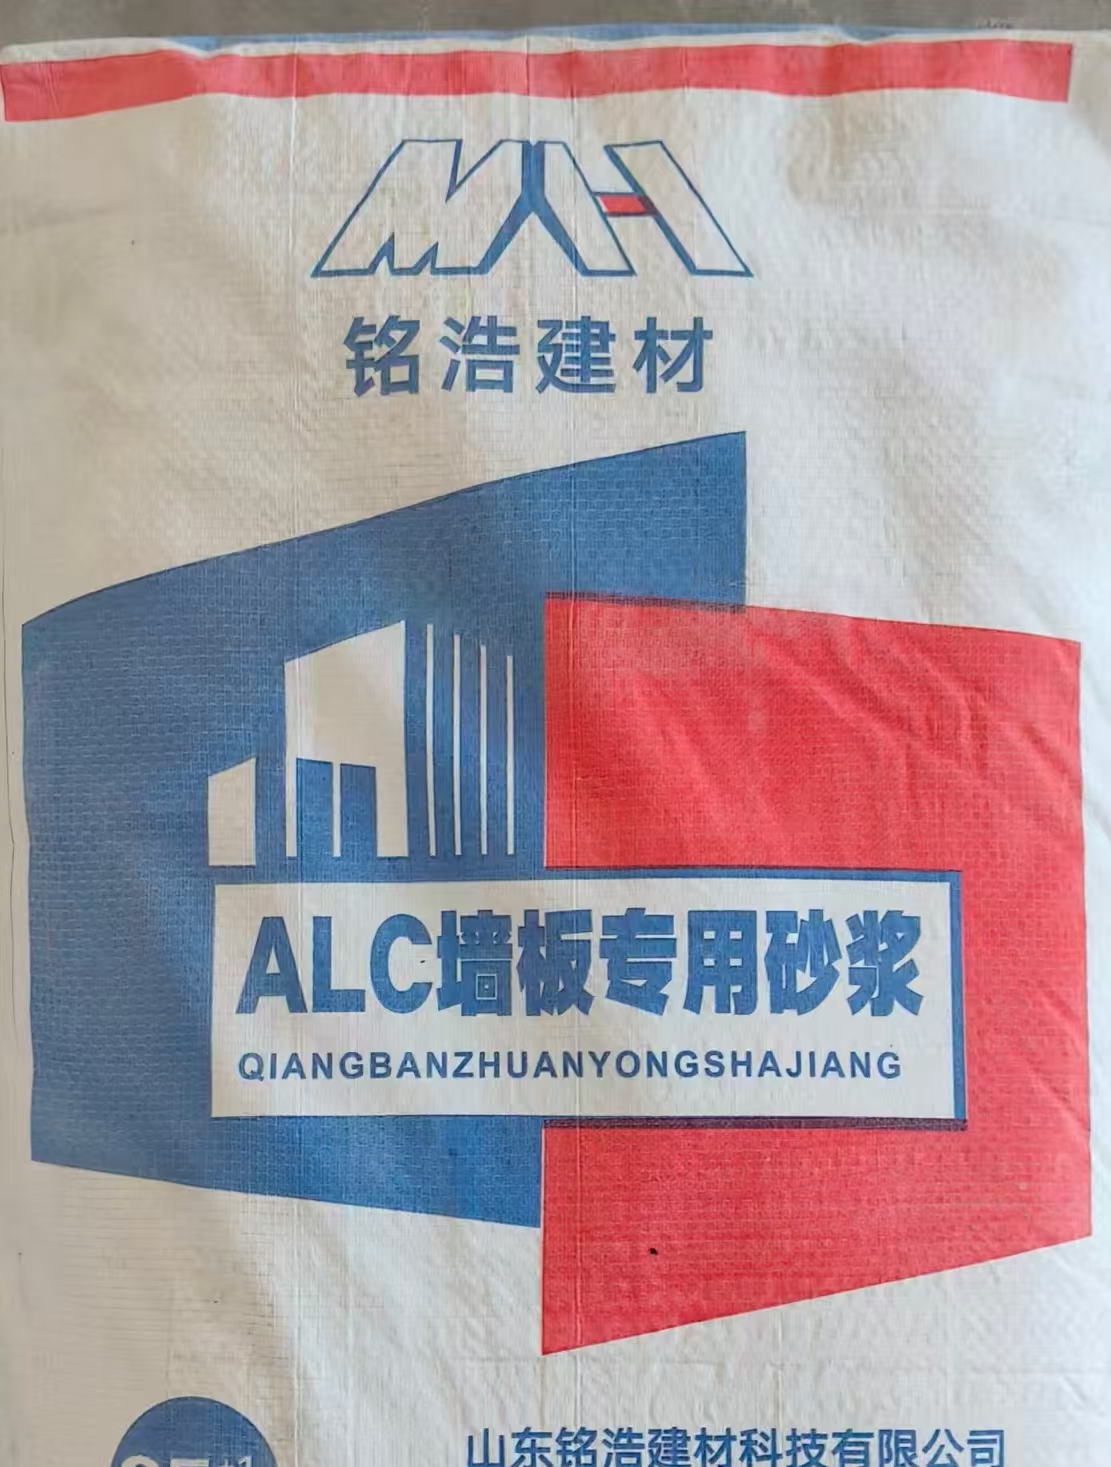 MH
铭浩建材
ALC墙板专用砂浆
QIANGBANZHUANYONGSHAJIANG
山东铭浩建材科技有限公司